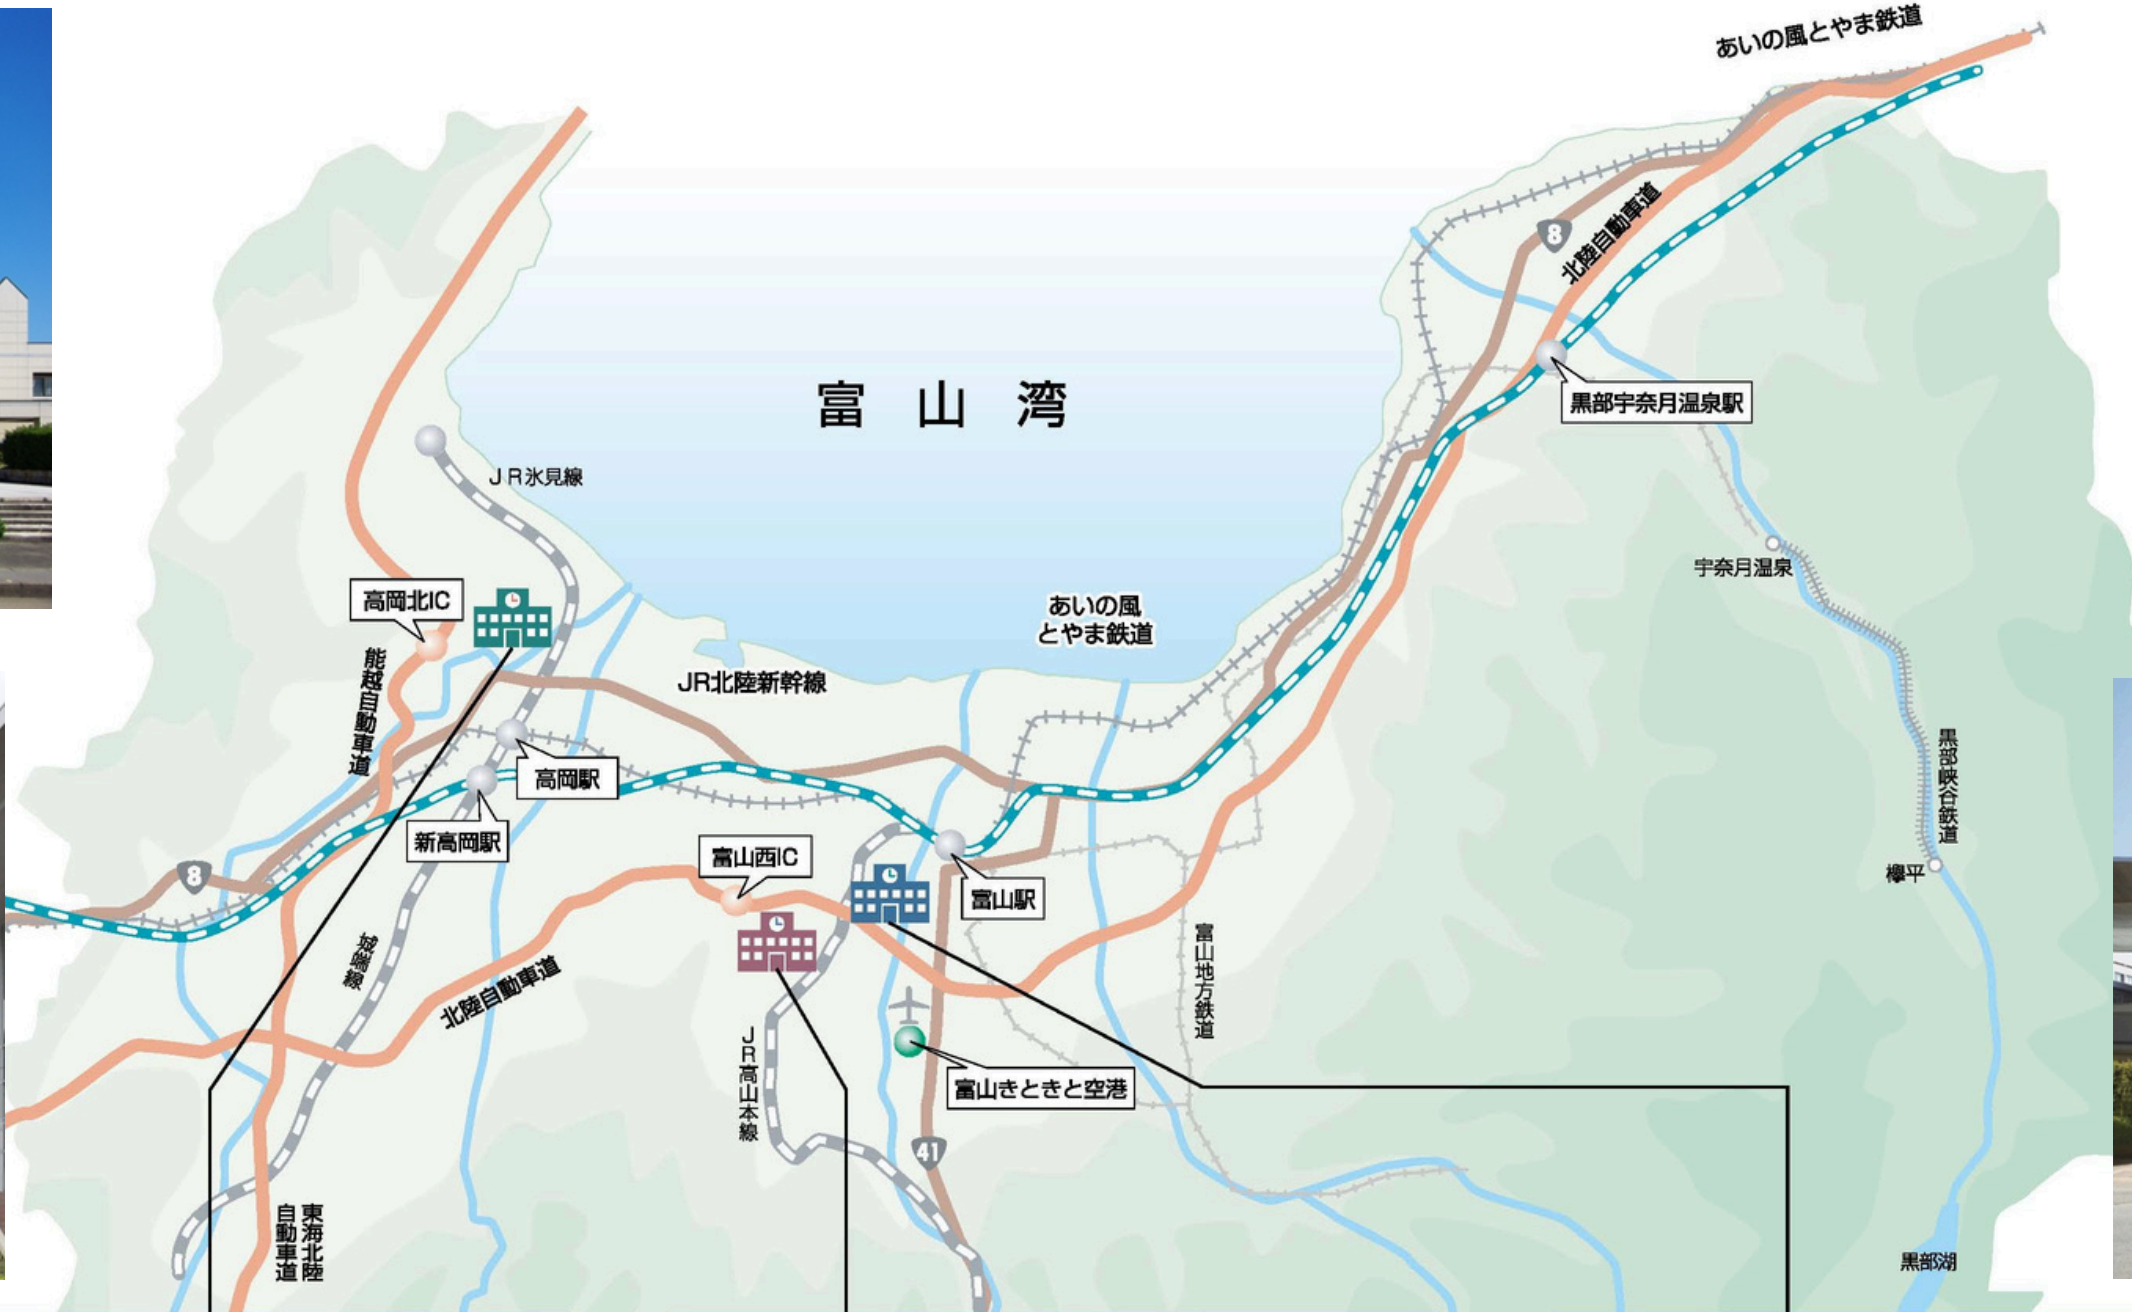 あいの風とやま鉄道
8
北陸自動車道
富山湾
黒部宇奈月温泉駅
JR氷見線
宇奈月温泉
高岡北IC
あいの風
とやま鉄道
能越自動車道
JR北陸新幹線
高岡駅
黒部峡谷鉄道
新高岡駅
富山西IC
8
欅平
富山駅
城端線
北陸自動車道
富山地方鉄道
JR高山本線
富山きときと空港
41
東海北陸
自動車道
黒部湖